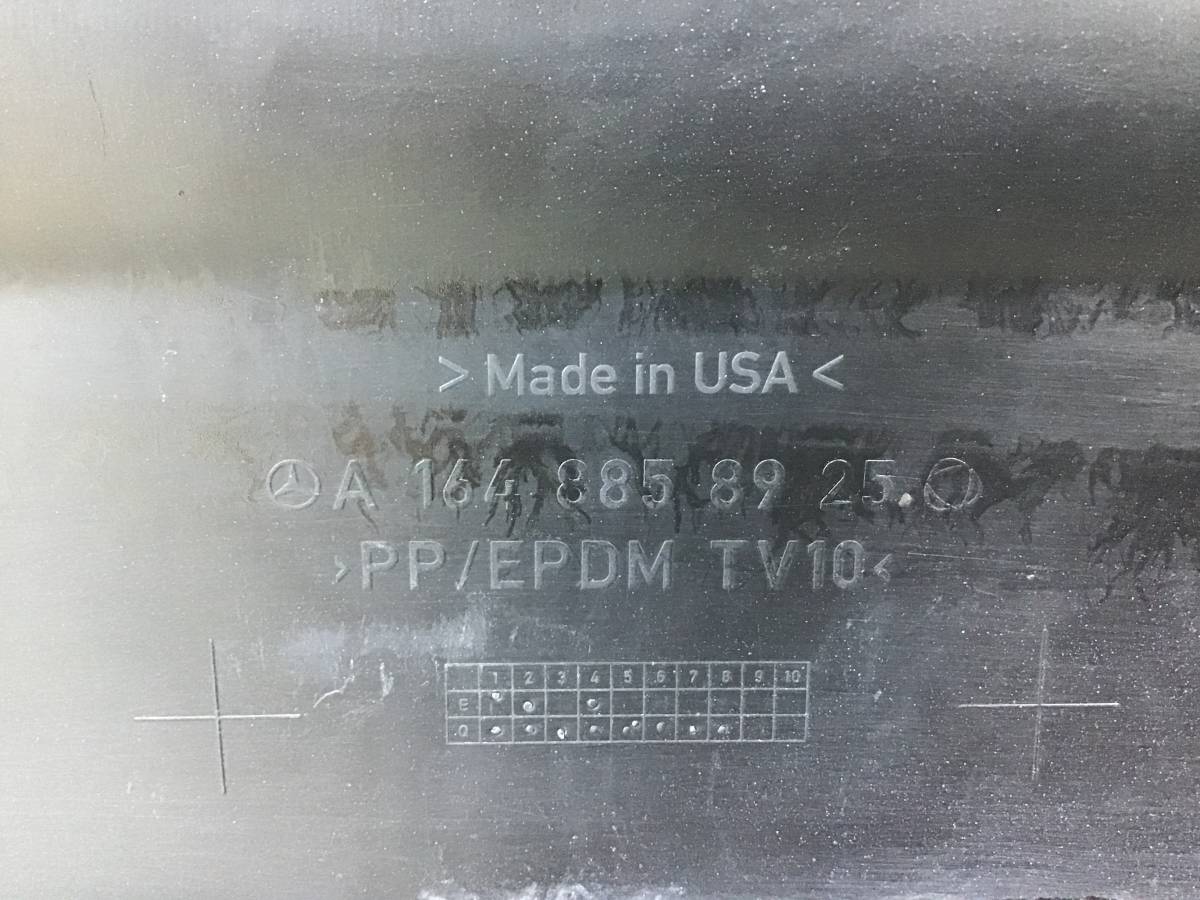 > Made in USA <
A 164 885 89 25.
>PP/EPDM TV10<
1 2 3 4 5 6 7 8 9 10
E
Q